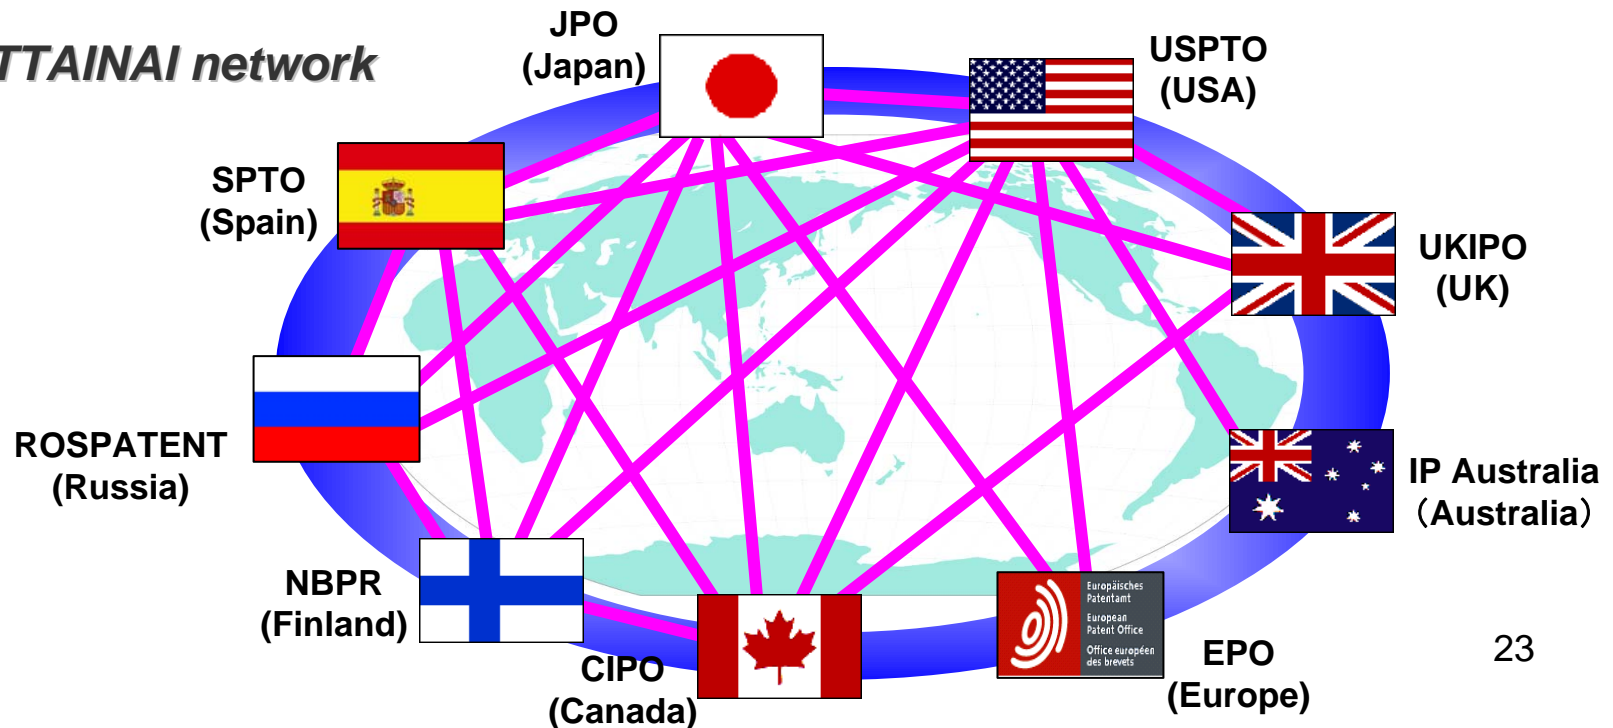 TTAINAI network
JPO
(Japan)
USPTO
(USA)
SPTO
(Spain)
UKIPO
(UK)
ROSPATENT
(Russia)
IP Australia
（Australia）
NBPR
(Finland)
CIPO
(Canada)
Europäisches
Patentamt
European
Patent Office
Office européen
des brevets
EPO
(Europe)
23